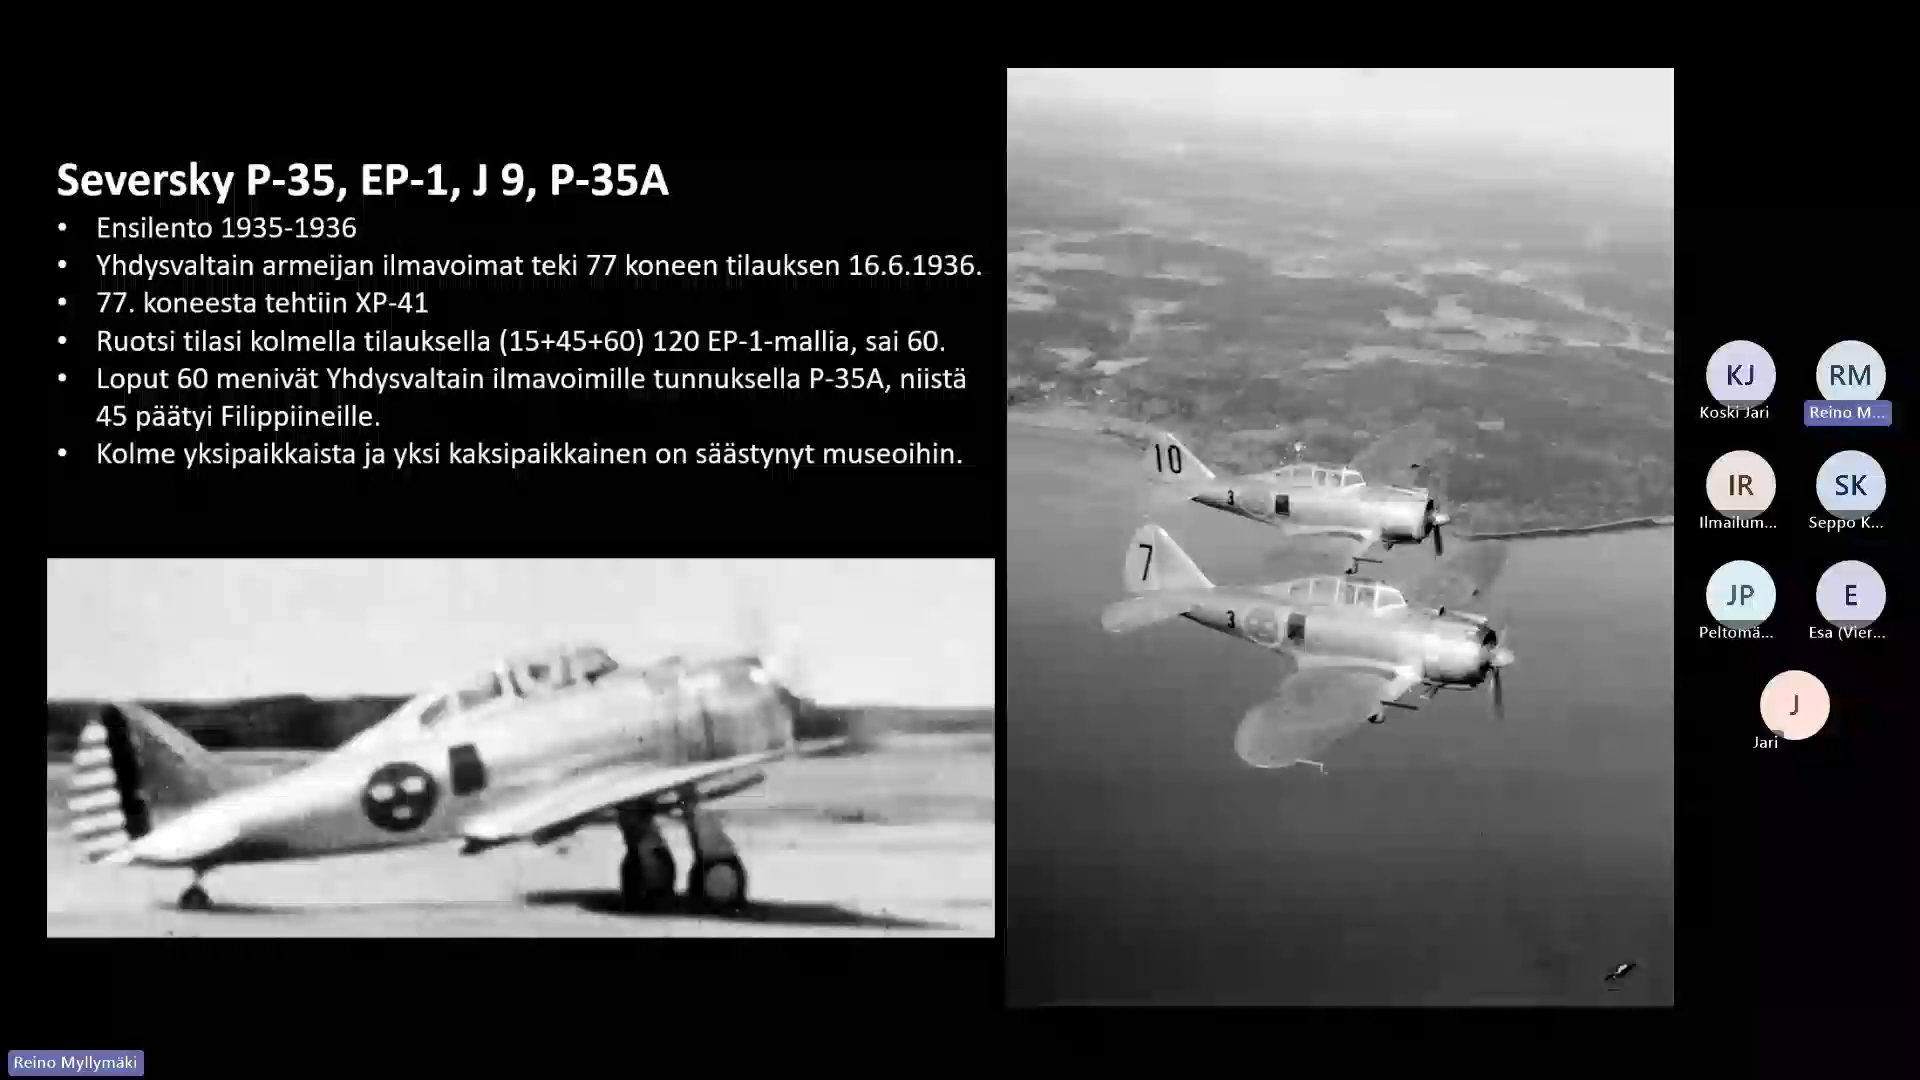 Seversky P-35, EP-1, J 9, P-35A
• Ensilento 1935-1936
• Yhdysvaltain armeijan ilmavoimat teki 77 koneen tilauksen 16.6.1936.
• 77. koneesta tehtiin XP-41
• Ruotsi tilasi kolmella tilauksella (15+45+60) 120 EP-1-mallia, sai 60.
• Loput 60 menivät Yhdysvaltain ilmavoimille tunnuksella P-35A, niistä
45 päätyi Filippiineille.
• Kolme yksipaikkaista ja yksi kaksipaikkainen on säästynyt museoihin.
10
3
7
3
KJ
Koski Jari
RM
Reino M...
IR
Ilmailum...
SK
Seppo K...
JP
Peltomä...
E
Esa (Vier...
J
Jari
Reino Myllymäki